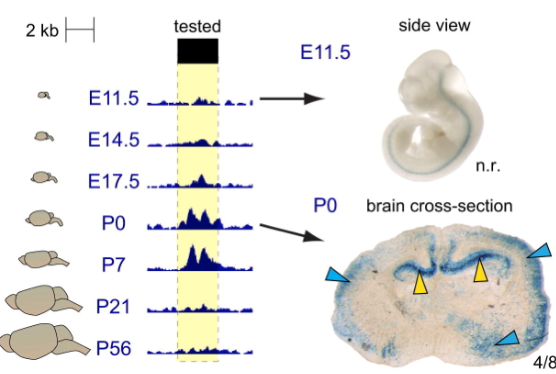 2 kb
tested
E11.5
side view
E11.5
E14.5
E17.5
n.r.
P0
P0
brain cross-section
P7
P21
P56
4/8